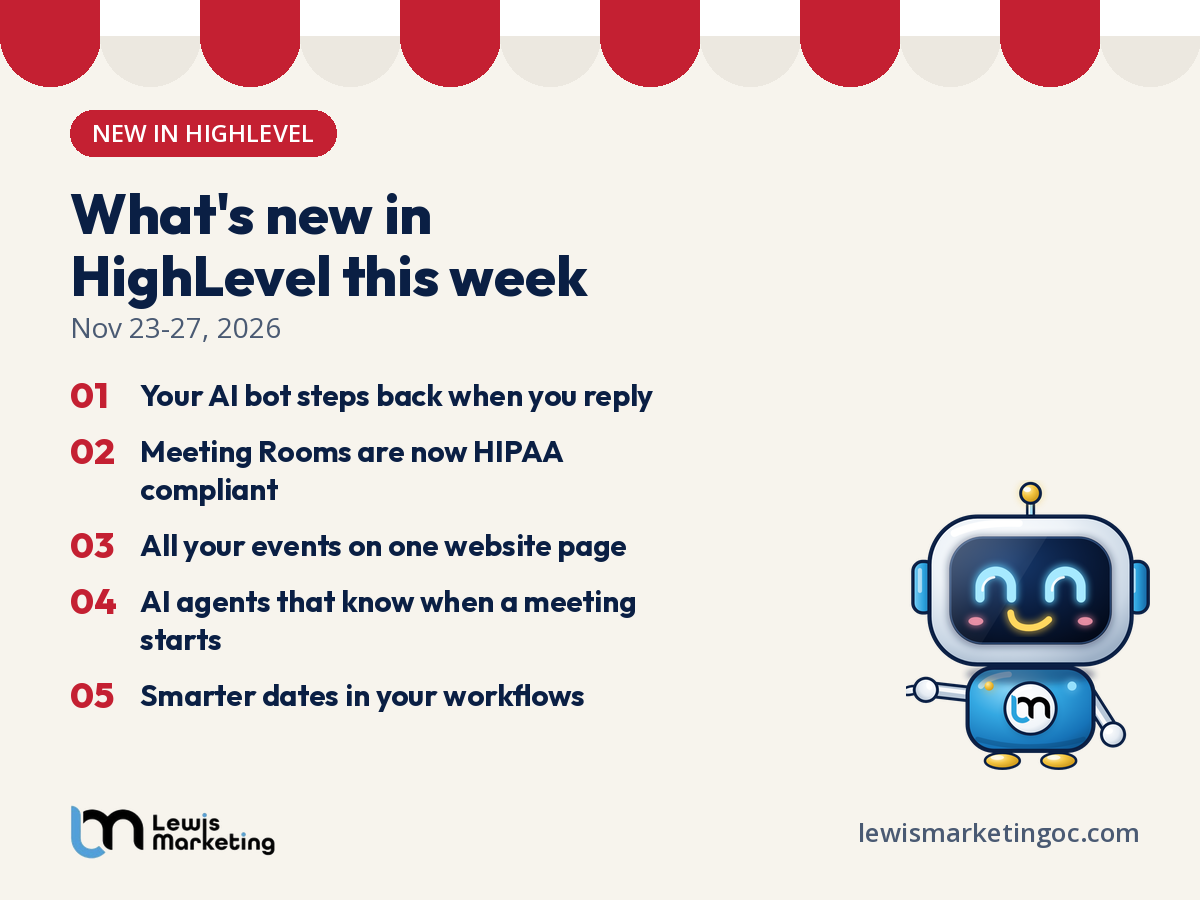 NEW IN HIGHLEVEL
What's new in
HighLevel this week
Nov 23-27, 2026
01 Your AI bot steps back when you reply
02 Meeting Rooms are now HIPAA
compliant
03 All your events on one website page
04 AI agents that know when a meeting
starts
05 Smarter dates in your workflows
lm
lm Lewis
Marketing
lewismarketingoc.com